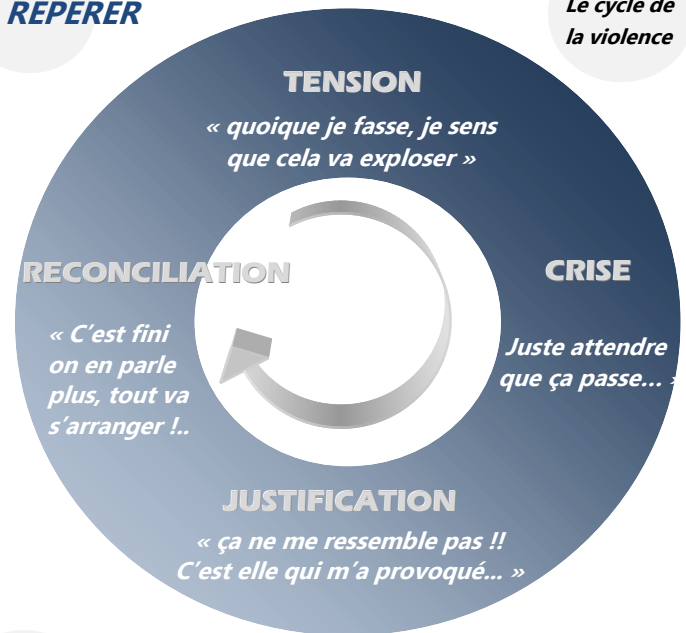 REPERER
Le cycle de
la violence
TENSION
« quoique je fasse, je sens
que cela va exploser »
RECONCILIATION
CRISE
« C’est fini
on en parle
plus, tout va
s’arranger !..
Juste attendre
que ça passe... »
JUSTIFICATION
« ça ne me ressemble pas !!
C’est elle qui m’a provoqué... »